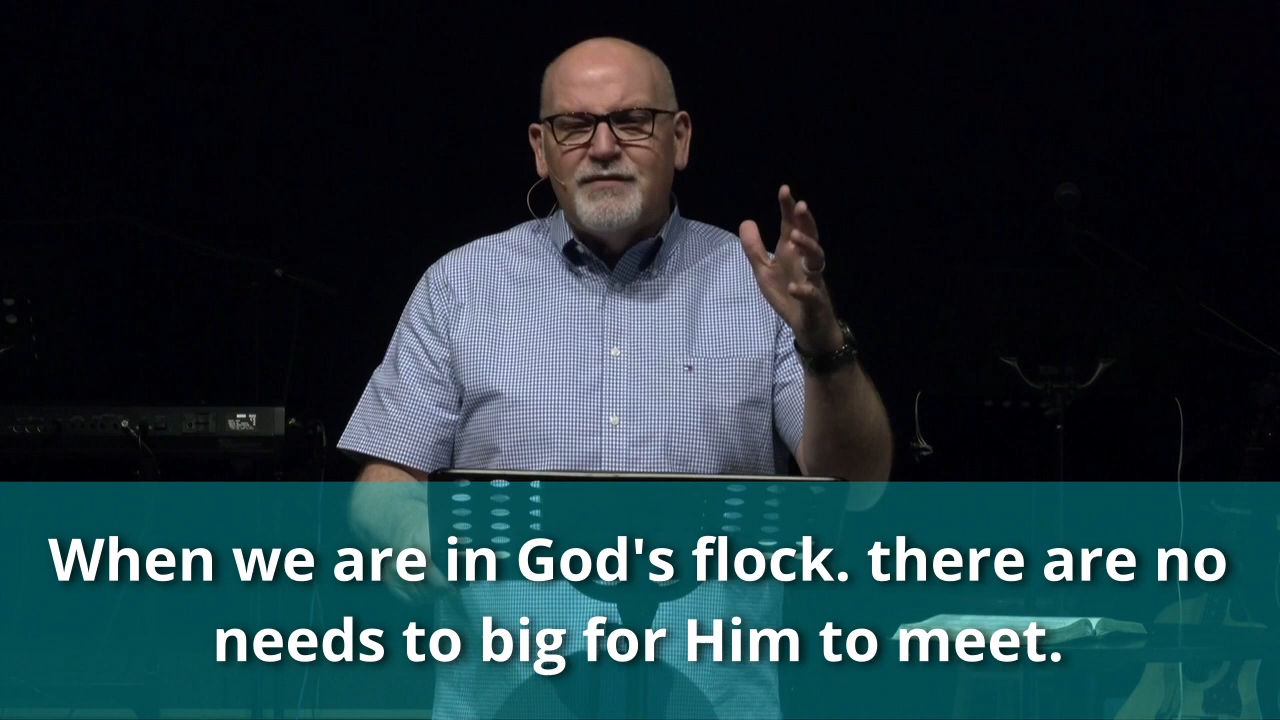 When we are in God's flock. there are no
needs to big for Him to meet.